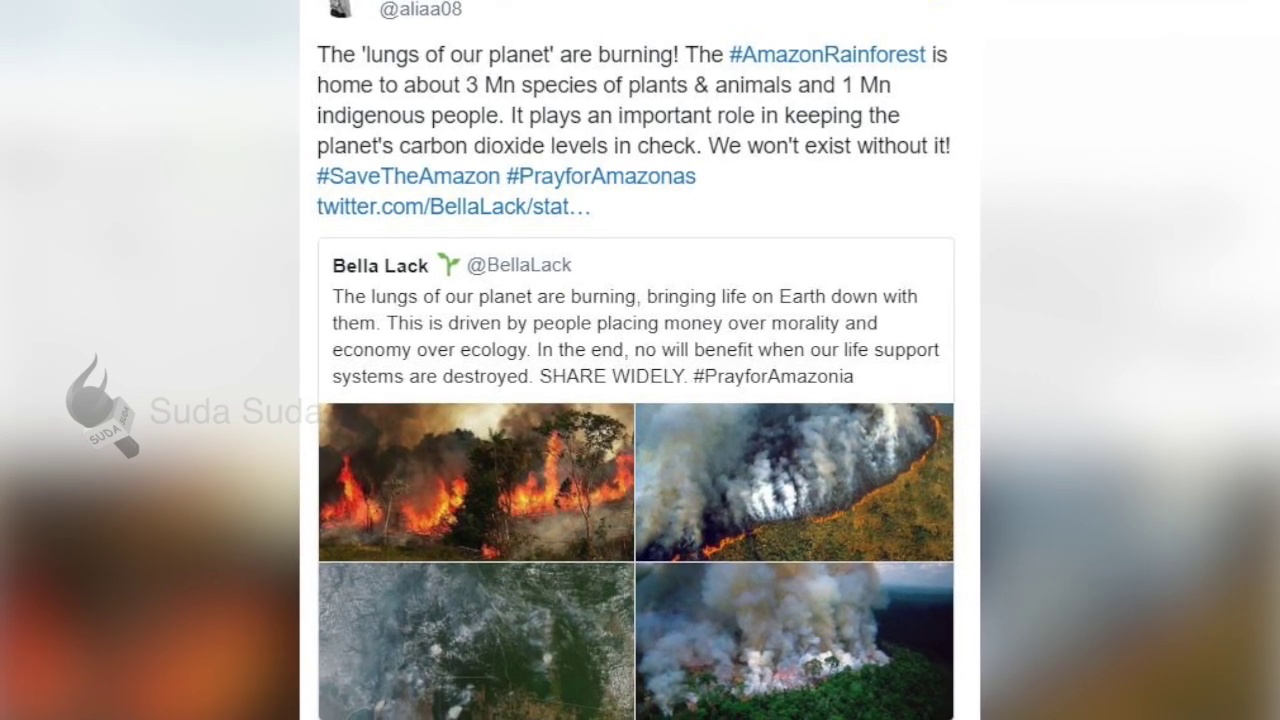 @aliaa08
The 'lungs of our planet' are burning! The #AmazonRainforest is
home to about 3 Mn species of plants & animals and 1 Mn
indigenous people. It plays an important role in keeping the
planet's carbon dioxide levels in check. We won't exist without it!
#SaveTheAmazon #PrayforAmazonas
twitter.com/BellaLack/stat…
Bella Lack @BellaLack
The lungs of our planet are burning, bringing life on Earth down with
them. This is driven by people placing money over morality and
economy over ecology. In the end, no will benefit when our life support
systems are destroyed. SHARE WIDELY. #PrayforAmazonia
Suda Suda
SUDA SUDA